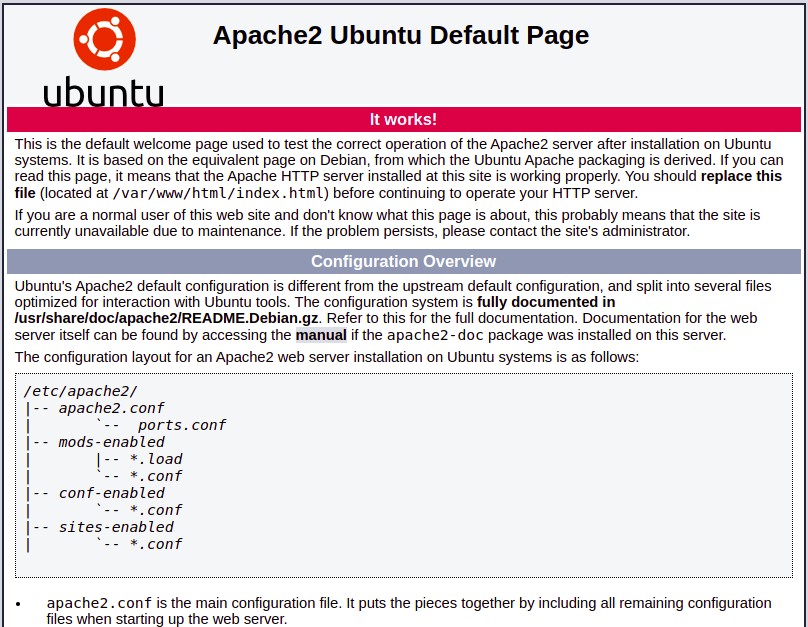 Apache2 Ubuntu Default Page
ubuntu
It works!
This is the default welcome page used to test the correct operation of the Apache2 server after installation on Ubuntu
systems. It is based on the equivalent page on Debian, from which the Ubuntu Apache packaging is derived. If you can
read this page, it means that the Apache HTTP server installed at this site is working properly. You should replace this
file (located at /var/www/html/index.html) before continuing to operate your HTTP server.
If you are a normal user of this web site and don't know what this page is about, this probably means that the site is
currently unavailable due to maintenance. If the problem persists, please contact the site's administrator.
Configuration Overview
Ubuntu's Apache2 default configuration is different from the upstream default configuration, and split into several files
optimized for interaction with Ubuntu tools. The configuration system is fully documented in
/usr/share/doc/apache2/README.Debian.gz. Refer to this for the full documentation. Documentation for the web
server itself can be found by accessing the manual if the apache2-doc package was installed on this server.
The configuration layout for an Apache2 web server installation on Ubuntu systems is as follows:
/etc/apache2/
|-- apache2.conf
|       `--  ports.conf
|-- mods-enabled
|       |-- *.load
|       `-- *.conf
|-- conf-enabled
|       `-- *.conf
|-- sites-enabled
|       `-- *.conf
• apache2.conf is the main configuration file. It puts the pieces together by including all remaining configuration
files when starting up the web server.